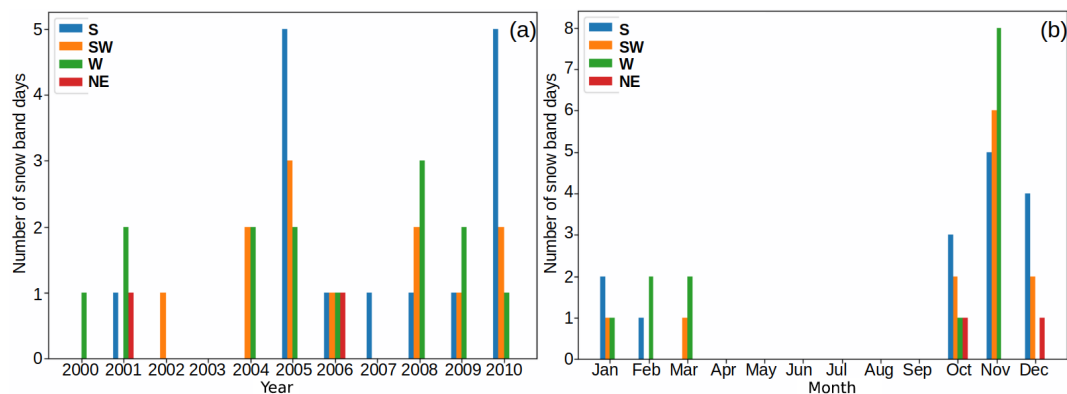 (a)
S
SW
W
NE
Number of snow band days
5
4
3
2
1
0
2000 2001 2002 2003 2004 2005 2006 2007 2008 2009 2010
Year
(b)
S
SW
W
NE
Number of snow band days
8
7
6
5
4
3
2
1
0
Jan Feb Mar Apr May Jun Jul Aug Sep Oct Nov Dec
Month